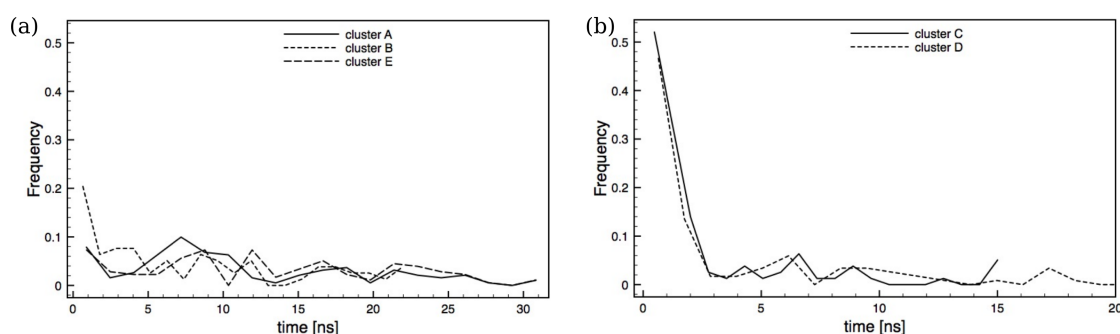 (a)
cluster A
cluster B
cluster E
Frequency
0.5
0.4
0.3
0.2
0.1
0
0 5 10 15 20 25 30
time [ns]
(b)
cluster C
cluster D
Frequency
0.5
0.4
0.3
0.2
0.1
0
0 5 10 15 20
time [ns]